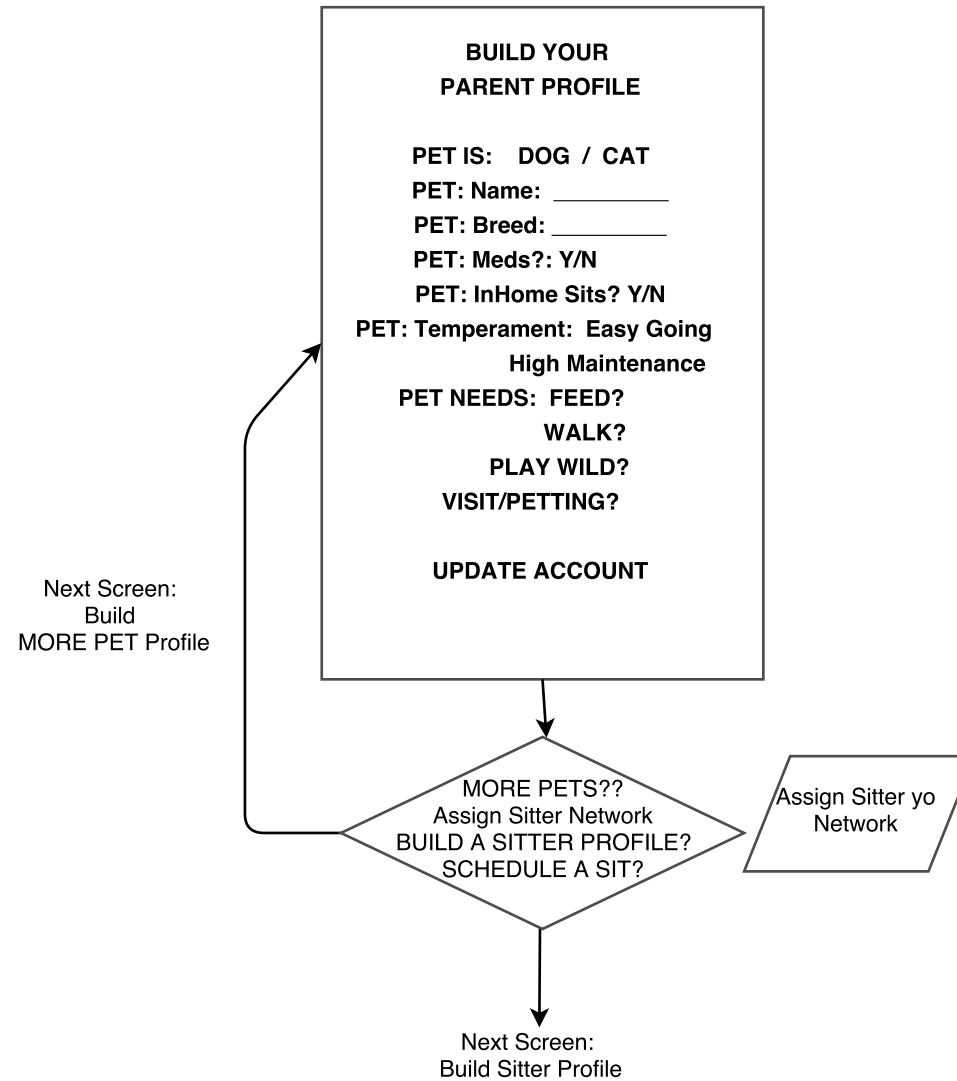 BUILD YOUR
PARENT PROFILE
PET IS: DOG / CAT
PET: Name: __________
PET: Breed: __________
PET: Meds?: Y/N
PET: InHome Sits? Y/N
PET: Temperament: Easy Going
High Maintenance
PET NEEDS: FEED?
WALK?
PLAY WILD?
VISIT/PETTING?
UPDATE ACCOUNT
Next Screen:
Build
MORE PET Profile
MORE PETS??
Assign Sitter Network
BUILD A SITTER PROFILE?
SCHEDULE A SIT?
Assign Sitter yo
Network
Next Screen:
Build Sitter Profile